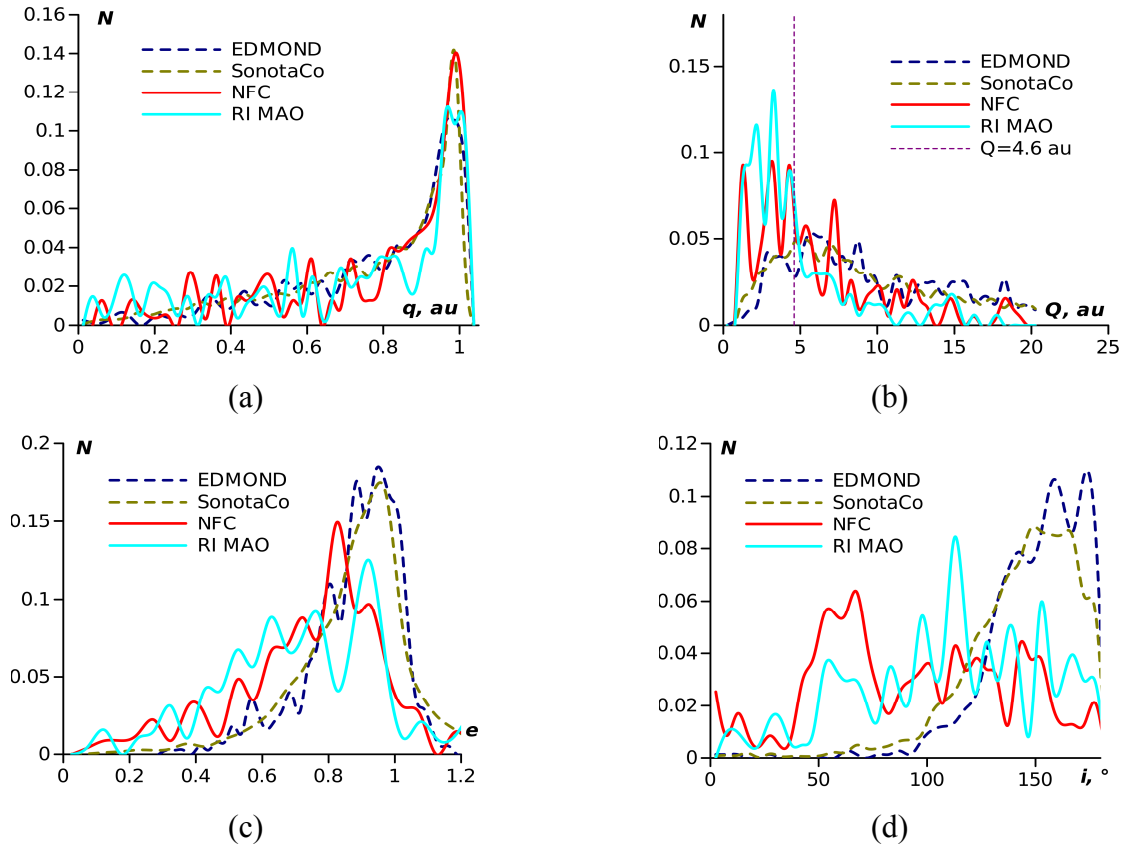 N
0.16
0.14
0.12
0.1
0.08
0.06
0.04
0.02
0
EDMOND
SonotaCo
NFC
RI MAO
q, au
0 0.2 0.4 0.6 0.8 1
(a)
N
0.15
0.1
0.05
0
EDMOND
SonotaCo
NFC
RI MAO
Q=4.6 au
Q, au
0 5 10 15 20 25
(b)
N
0.2
0.15
0.1
0.05
0
EDMOND
SonotaCo
NFC
RI MAO
e
0 0.2 0.4 0.6 0.8 1 1.2
(c)
N
0.12
0.1
0.08
0.06
0.04
0.02
0
EDMOND
SonotaCo
NFC
RI MAO
0 50 100 150 i, °
(d)